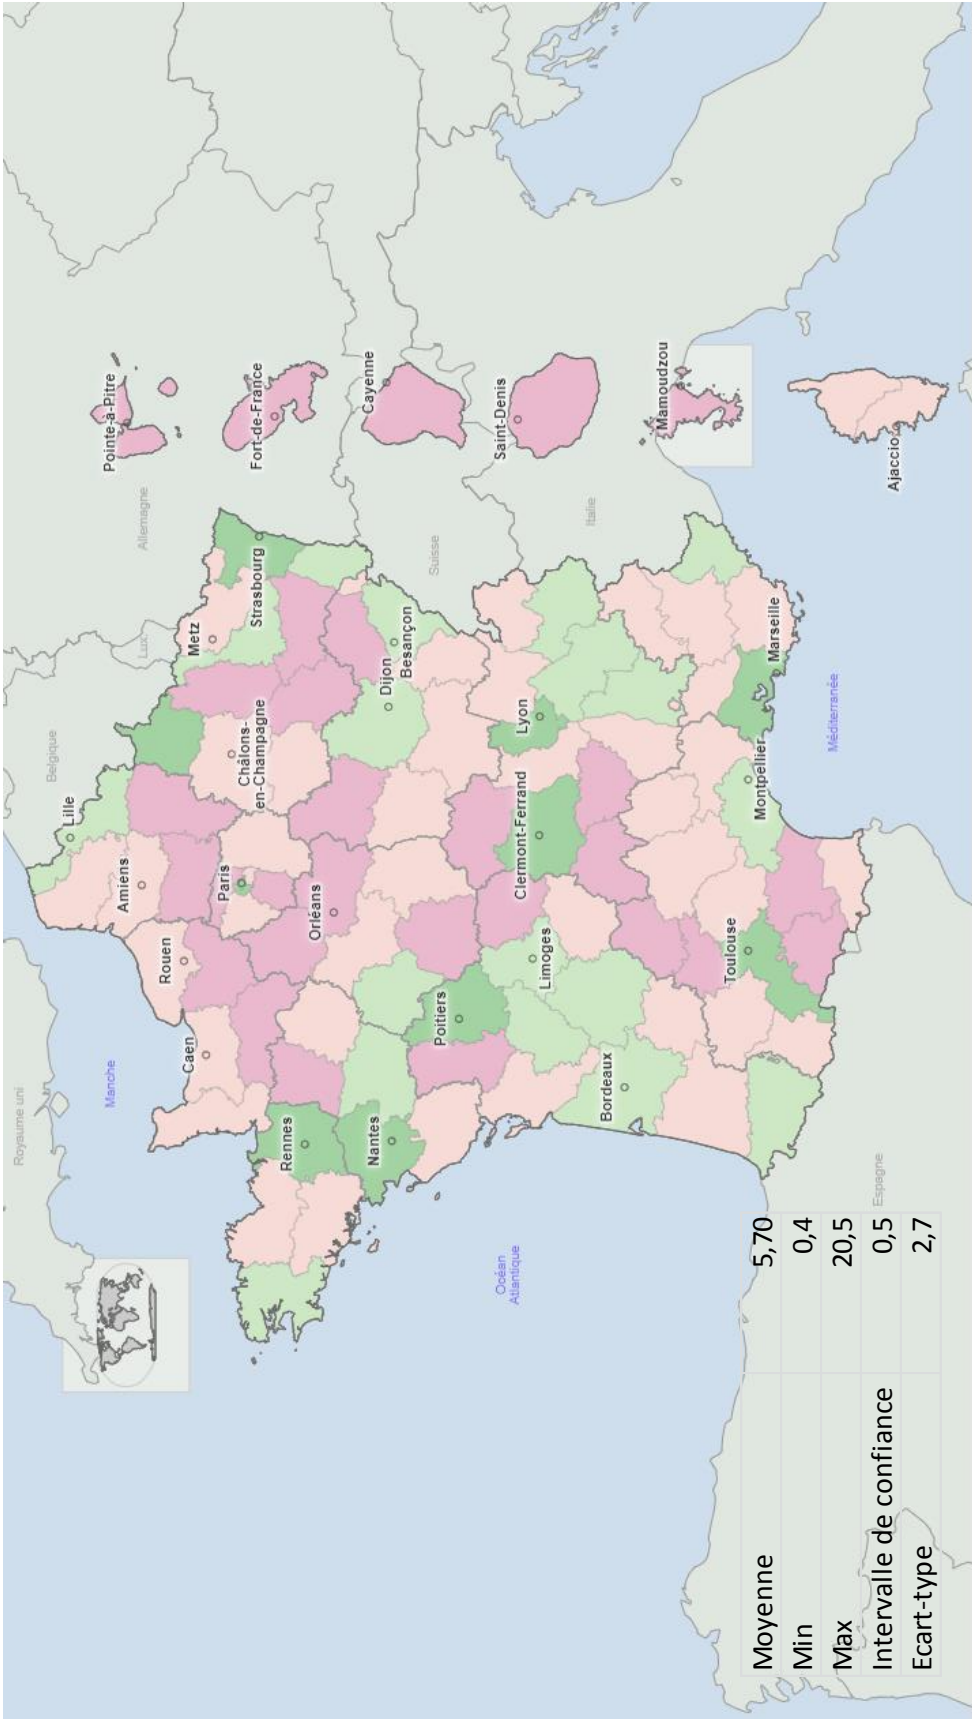 Royaume uni
Manche
Belgique
Lux.
Allemagne
Suisse
Italie
Espagne
Océan
Atlantique
Méditerranée
Lille
Amiens
Rouen
Caen
Paris
Metz
Strasbourg
Châlons-
en-Champagne
Rennes
Orléans
Nantes
Dijon
Besançon
Poitiers
Limoges
Clermont-Ferrand
Lyon
Bordeaux
Toulouse
Montpellier
Marseille
Ajaccio
Pointe-à-Pitre
Fort-de-France
Cayenne
Saint-Denis
Mamoudzou
Moyenne 5,70
Min 0,4
Max 20,5
Intervalle de confiance 0,5
Ecart-type 2,7